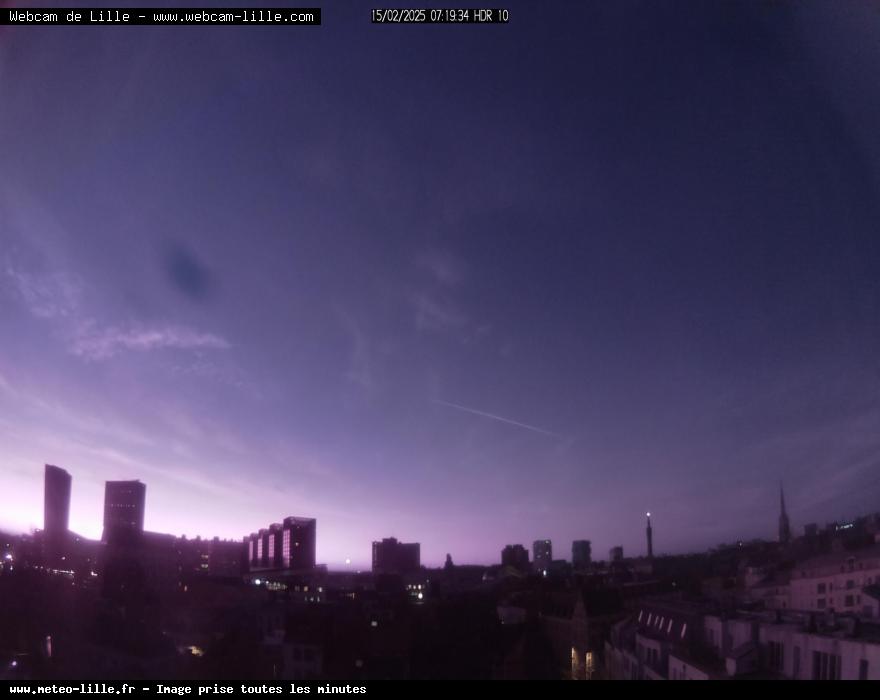 Webcam de Lille - www.webcam-lille.com
15/02/2025 07:19:34 HDR 10
www.meteo-lille.fr - Image prise toutes les minutes